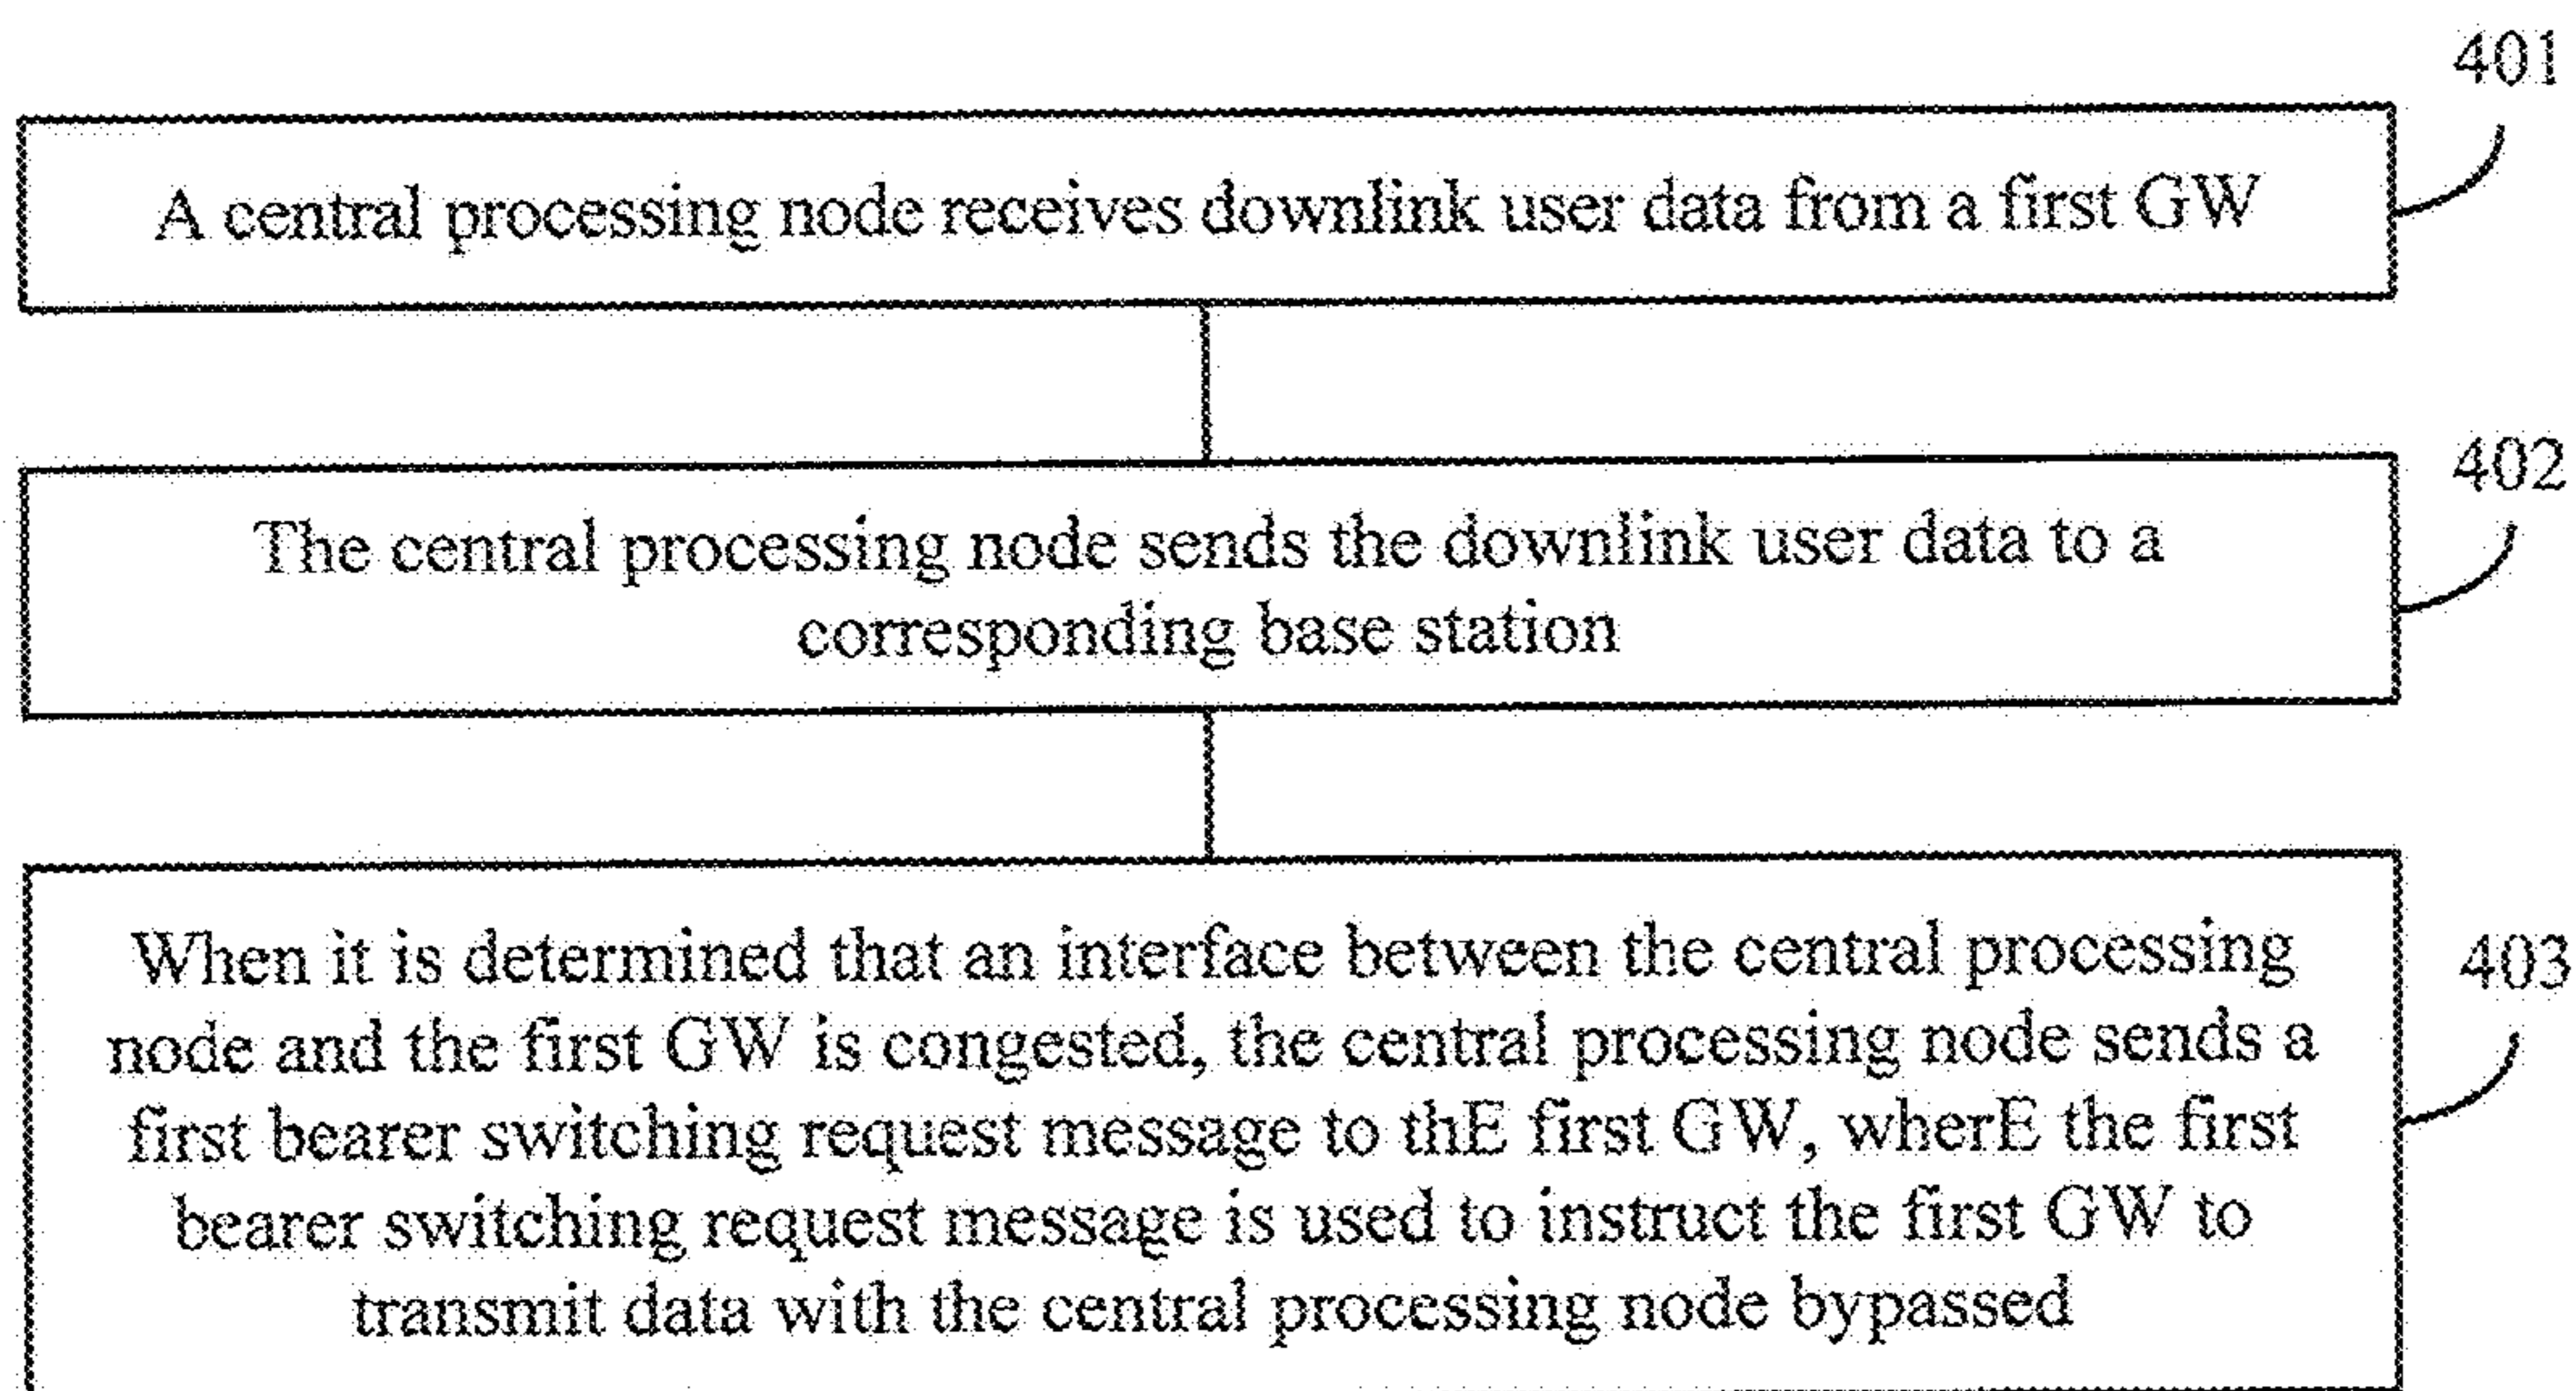 401
A central processing node receives downlink user data from a first GW
402
The central processing node sends the downlink user data to a
corresponding base station
403
When it is determined that an interface between the central processing
node and the first GW is congested, the central processing node sends a
first bearer switching request message to thE first GW, wherE the first
bearer switching request message is used to instruct the first GW to
transmit data with the central processing node bypassed